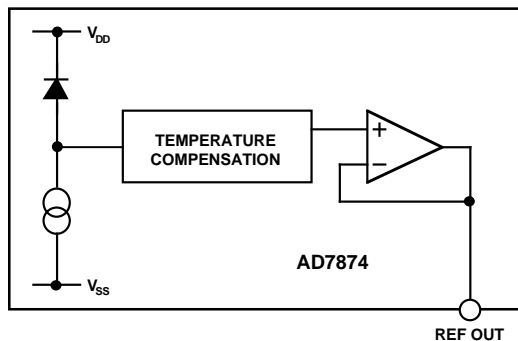 VDD
TEMPERATURE
COMPENSATION
+
−
AD7874
VSS
REF OUT